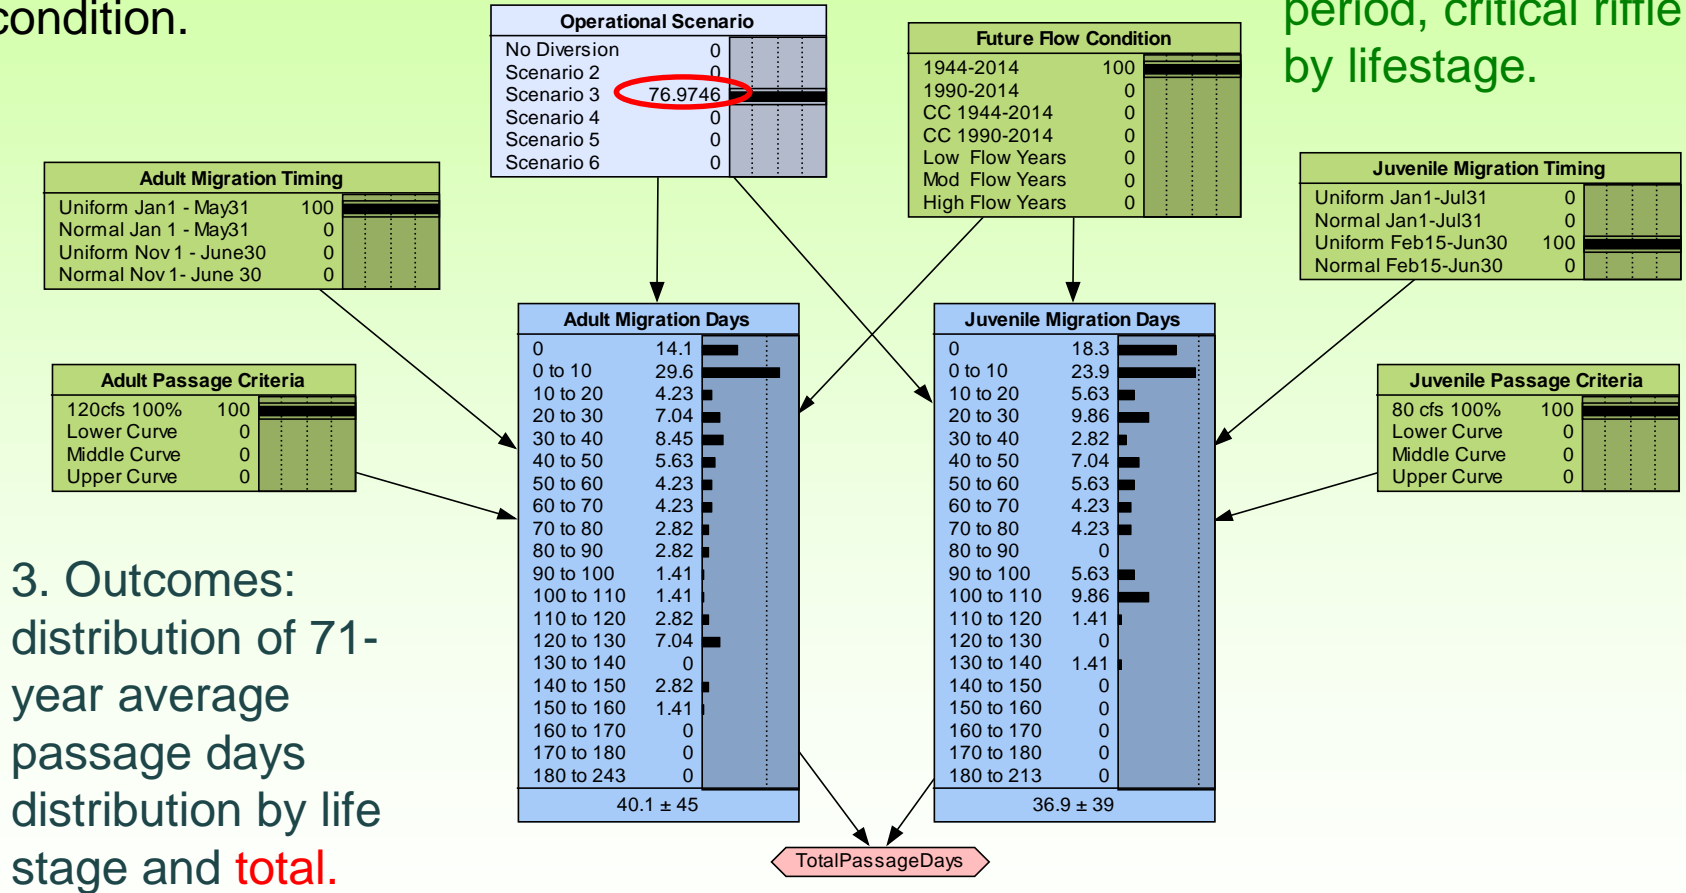 condition.
period, critical riffle
by lifestage.
Operational Scenario
No Diversion 0
Scenario 2 0
Scenario 3 76.9746
Scenario 4 0
Scenario 5 0
Scenario 6 0
Future Flow Condition
1944-2014 100
1990-2014 0
CC 1944-2014 0
CC 1990-2014 0
Low Flow Years 0
Mod Flow Years 0
High Flow Years 0
Adult Migration Timing
Uniform Jan1 - May31 100
Normal Jan 1 - May31 0
Uniform Nov 1 - June30 0
Normal Nov 1- June 30 0
Juvenile Migration Timing
Uniform Jan1-Jul31 0
Normal Jan1-Jul31 0
Uniform Feb15-Jun30 100
Normal Feb15-Jun30 0
Adult Passage Criteria
120cfs 100% 100
Lower Curve 0
Middle Curve 0
Upper Curve 0
Adult Migration Days
0 14.1
0 to 10 29.6
10 to 20 4.23
20 to 30 7.04
30 to 40 8.45
40 to 50 5.63
50 to 60 4.23
60 to 70 4.23
70 to 80 2.82
80 to 90 2.82
90 to 100 1.41
100 to 110 1.41
110 to 120 2.82
120 to 130 7.04
130 to 140 0
140 to 150 2.82
150 to 160 1.41
160 to 170 0
170 to 180 0
180 to 243 0
40.1 ± 45
Juvenile Migration Days
0 18.3
0 to 10 23.9
10 to 20 5.63
20 to 30 9.86
30 to 40 2.82
40 to 50 7.04
50 to 60 5.63
60 to 70 4.23
70 to 80 4.23
80 to 90 0
90 to 100 5.63
100 to 110 9.86
110 to 120 1.41
120 to 130 0
130 to 140 1.41
140 to 150 0
150 to 160 0
160 to 170 0
170 to 180 0
180 to 213 0
36.9 ± 39
Juvenile Passage Criteria
80 cfs 100% 100
Lower Curve 0
Middle Curve 0
Upper Curve 0
3. Outcomes:
distribution of 71-
year average
passage days
distribution by life
stage and total.
TotalPassageDays